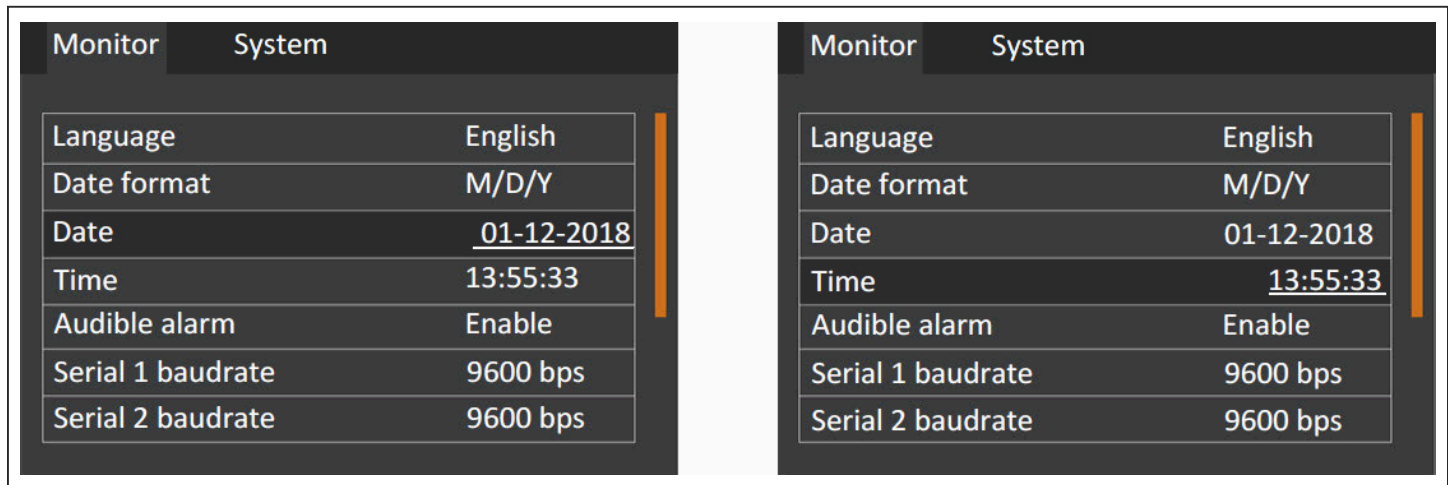 Monitor System
Language English
Date format M/D/Y
Date 01-12-2018
Time 13:55:33
Audible alarm Enable
Serial 1 baudrate 9600 bps
Serial 2 baudrate 9600 bps
Monitor System
Language English
Date format M/D/Y
Date 01-12-2018
Time 13:55:33
Audible alarm Enable
Serial 1 baudrate 9600 bps
Serial 2 baudrate 9600 bps